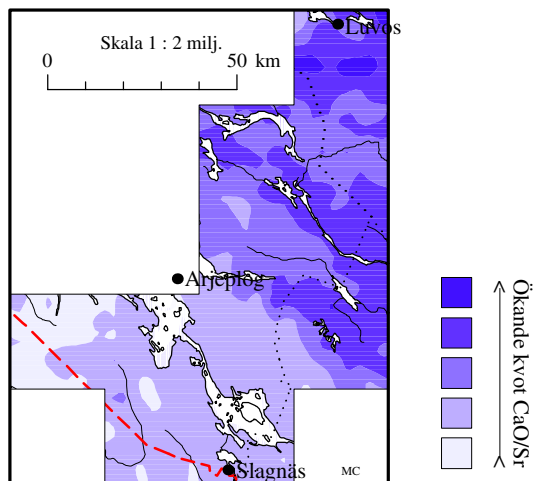 Luvos
Skala 1 : 2 milj.
0 50 km
Arjeplog
Ökande kvot CaO/Sr
Slagnäs
MC